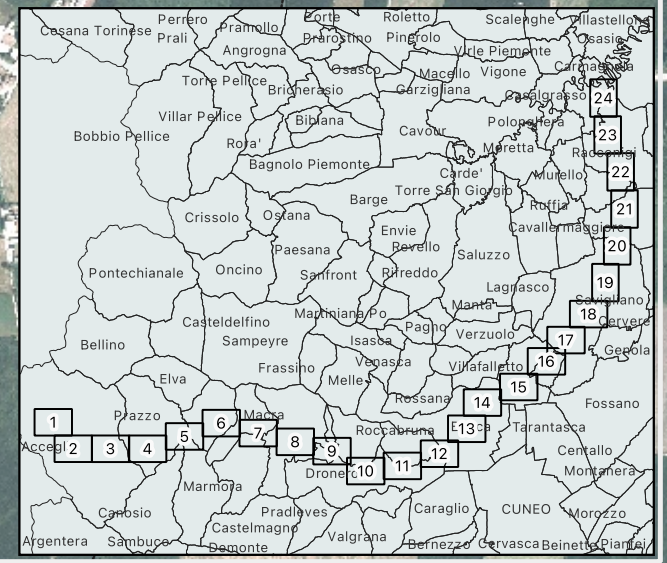 Perrero
Porte
Roletto
Scalenghe
Villastellone
Cesana Torinese
Prali
Pramollo
Prarostino
Pinerolo
Osasio
Angrogna
Virle Piemonte
Osasco
Macello
Vigone
Carmagnola
Torre Pellice
Bricherasio
Garzigliana
Casalgrasso
24
Villar Pellice
Bibiana
Cavour
Polonghera
Bobbio Pellice
Rora'
Moretta
23
Racconigi
Bagnolo Piemonte
Carde'
Murello
22
Barge
Torre San Giorgio
Ruffia
21
Crissolo
Ostana
Envie
Cavallermaggiore
Paesana
Revello
Saluzzo
20
Pontechianale
Oncino
Sanfront
Rifreddo
Lagnasco
19
Manta
Savigliano
Casteldelfino
Martiniana Po
18
Cervere
Bellino
Sampeyre
Isasca
Pagno
Verzuolo
17
Genola
Frassino
Venasca
Villafalletto
16
Elva
Melle
Rossana
15
Fossano
1
Prazzo
Macra
14
6
7
Roccabruna
13
Tarantasca
Accegl
2
3
4
5
8
9
12
Centallo
Dronero
10
11
Montanera
Marmora
Canosio
Pradleves
Caraglio
CUNEO
Morozzo
Castelmagno
Argentera
Sambuco
Demonte
Valgrana
Bernezzo
Cervasca
Beinette
Pianfei